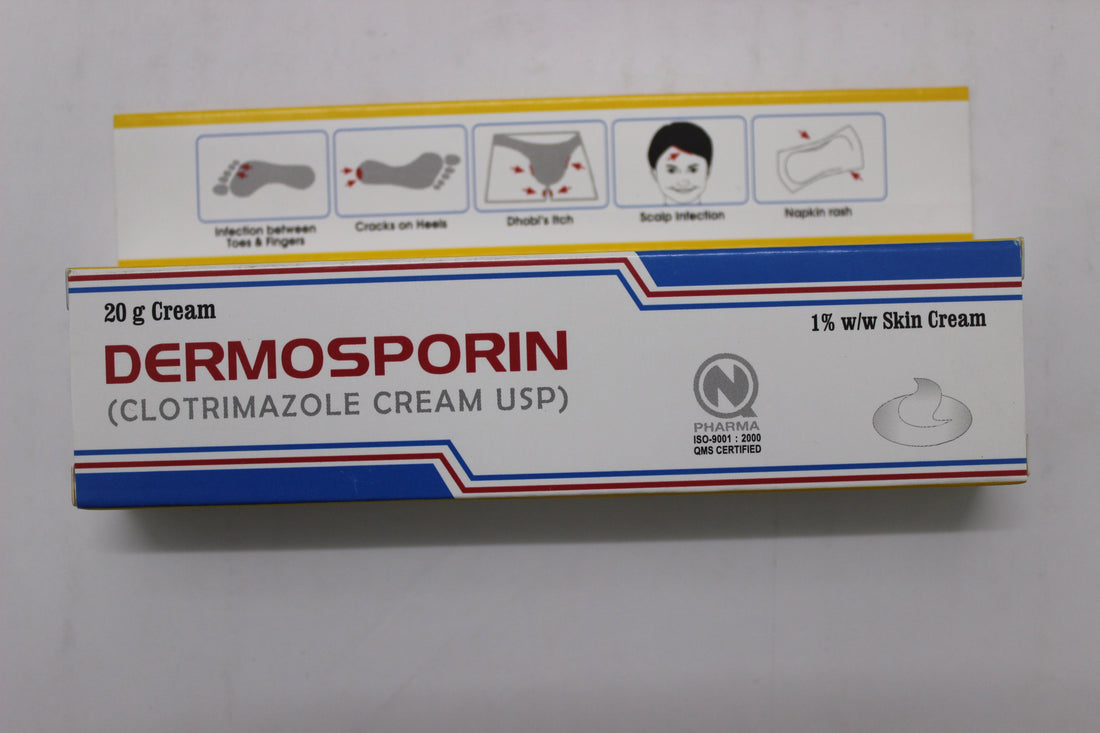 Infection between
Toes & Fingers
Cracks on Heels
Dhobi's Itch
Scalp Infection
Napkin rash
20 g Cream
1% w/w Skin Cream
DERMOSPORIN
(CLOTRIMAZOLE CREAM USP)
NQ
PHARMA
ISO-9001 : 2000
QMS CERTIFIED